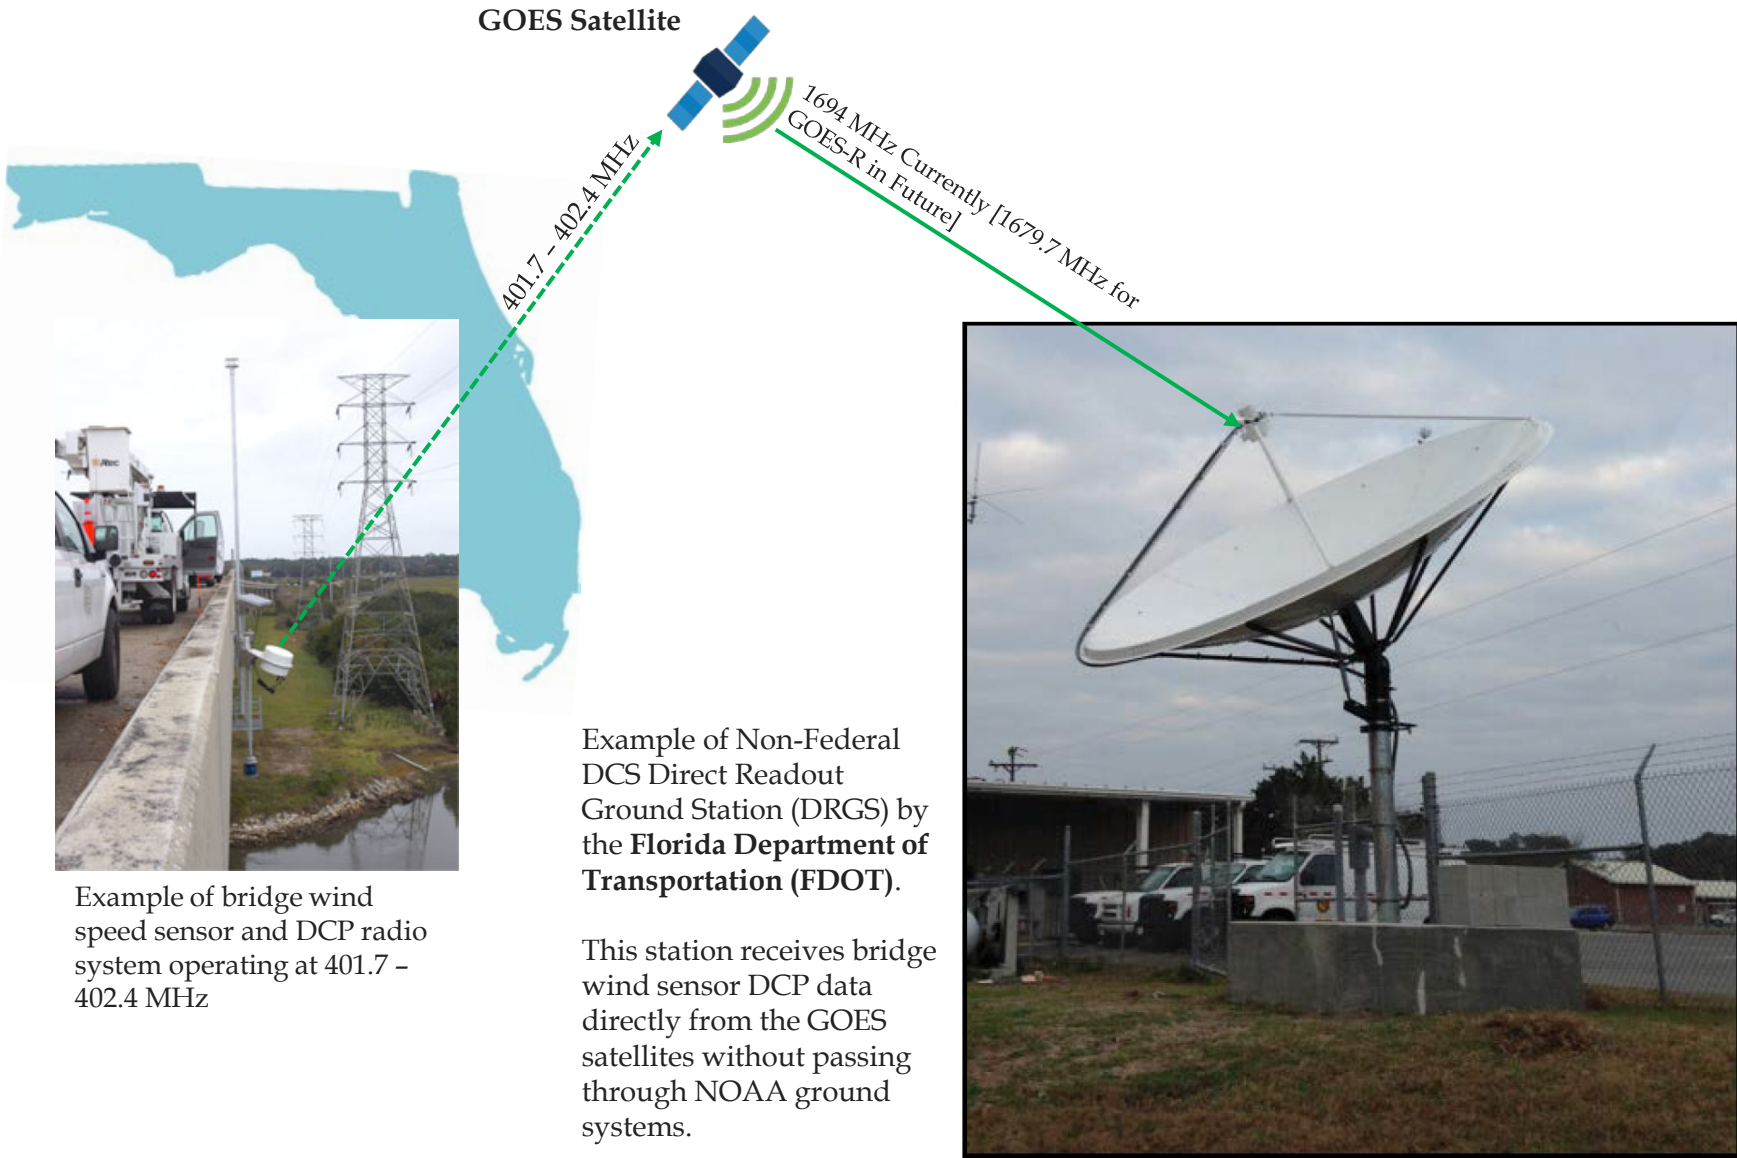 GOES Satellite
401.7 – 402.4 MHz
1694 MHz Currently [1679.7 MHz for
GOES-R in Future]
Altec
Example of bridge wind
speed sensor and DCP radio
system operating at 401.7 –
402.4 MHz
Example of Non-Federal
DCS Direct Readout
Ground Station (DRGS) by
the Florida Department of
Transportation (FDOT).
This station receives bridge
wind sensor DCP data
directly from the GOES
satellites without passing
through NOAA ground
systems.